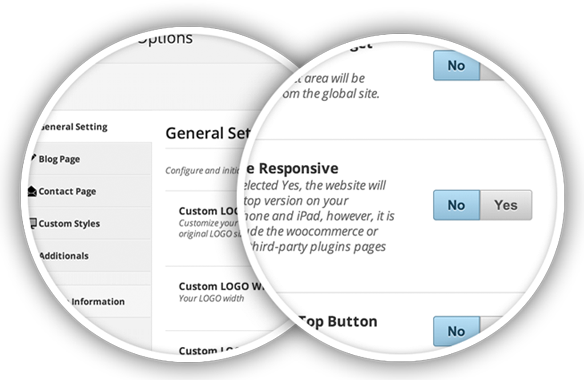 Options
General Setting
Blog Page
Contact Page
Custom Styles
Additionals
Information
General Set
Configure and initi
Custom LOG
Customize your
original LOGO
Custom LOGO W
Your LOGO width
Custom LO
No
area will be
om the global site.
e Responsive
elected Yes, the website will
top version on your
hone and iPad, however, it is
ude the woocommerce or
third-party plugins pages
No Yes
Top Button
No